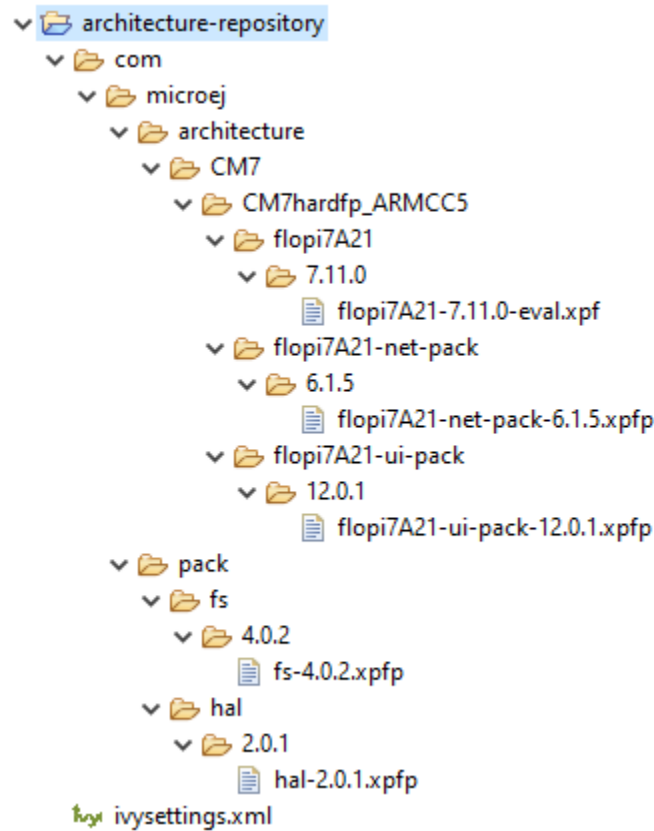 architecture-repository
com
microej
architecture
CM7
CM7hardfp_ARMCC5
flopi7A21
7.11.0
flopi7A21-7.11.0-eval.xpf
flopi7A21-net-pack
6.1.5
flopi7A21-net-pack-6.1.5.xpfp
flopi7A21-ui-pack
12.0.1
flopi7A21-ui-pack-12.0.1.xpfp
pack
fs
4.0.2
fs-4.0.2.xpfp
hal
2.0.1
hal-2.0.1.xpfp
ivy ivysettings.xml